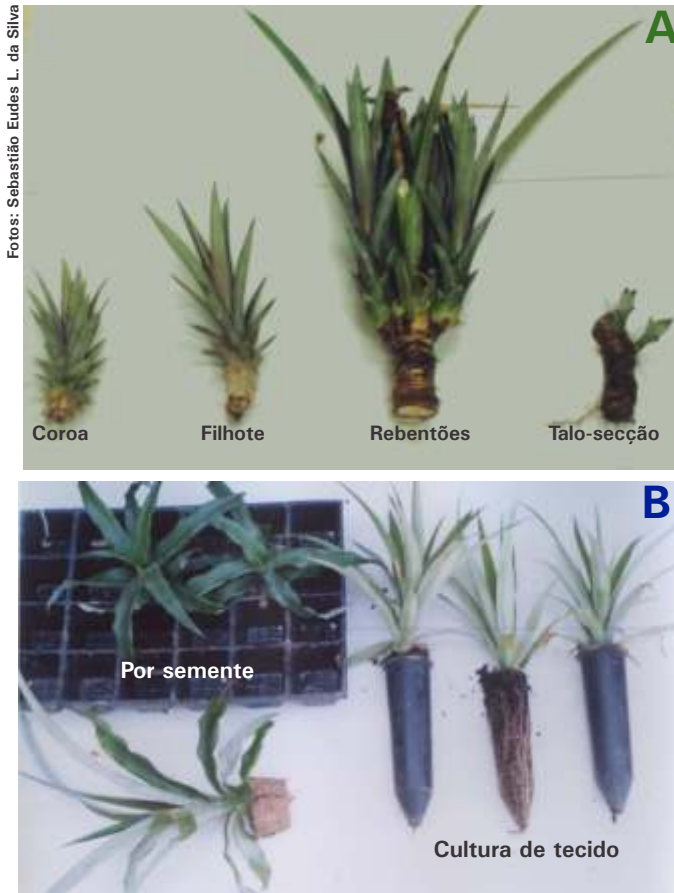 Fotos: Sebastião Eudes L. da Silva
A
Coroa Filhote Rebentões Talo-secção
B
Por semente
Cultura de tecido